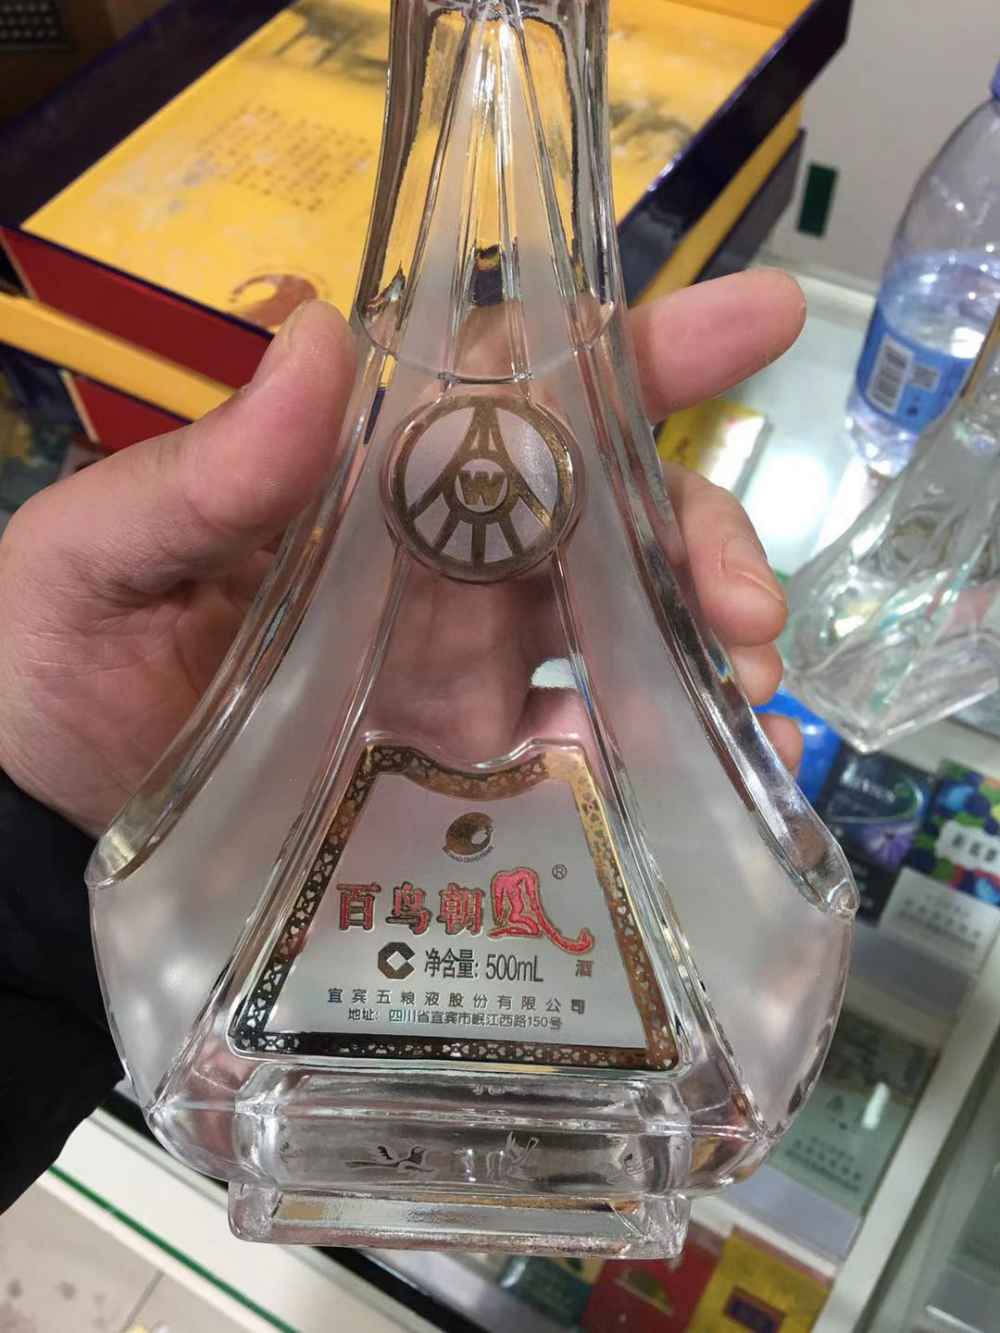 W
百鸟朝凤®
净含量: 500mL 酒
宜宾五粮液股份有限公司
地址: 四川省宜宾市岷江西路150号